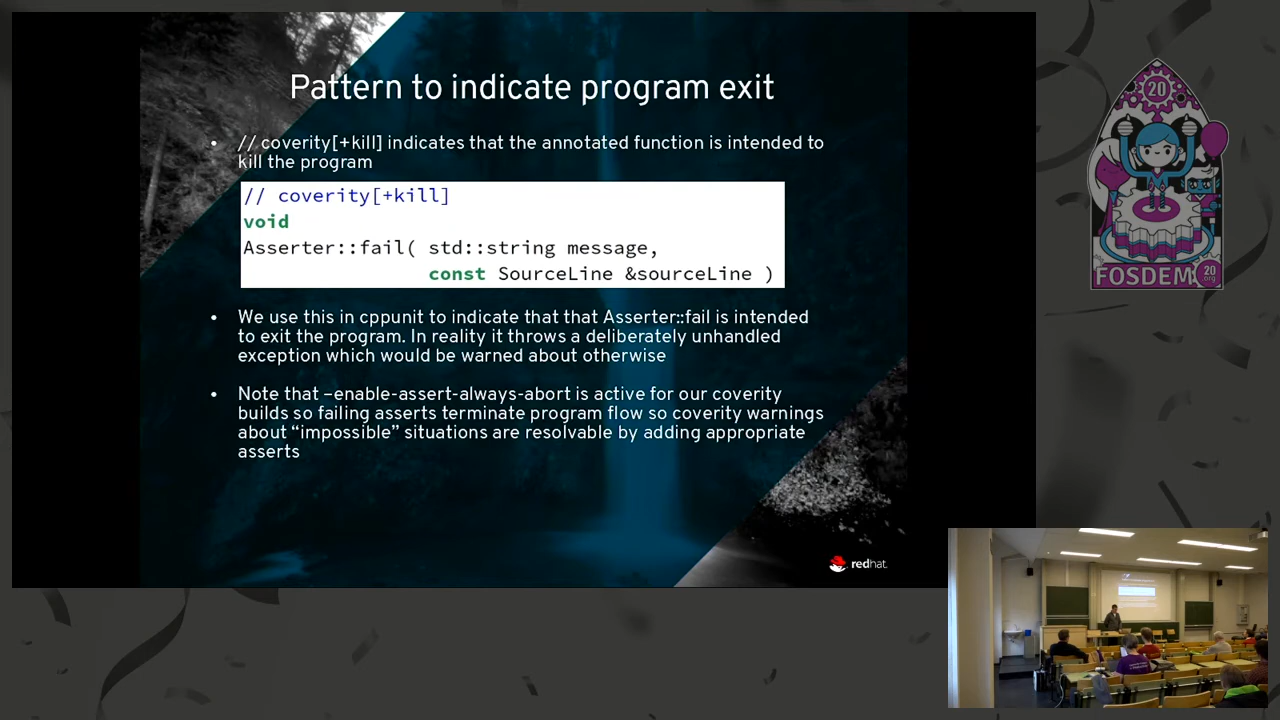 Pattern to indicate program exit
• // coverity[+kill] indicates that the annotated function is intended to
kill the program
// coverity[+kill]
void
Asserter::fail( std::string message,
const SourceLine &sourceLine )
• We use this in cppunit to indicate that that Asserter::fail is intended
to exit the program. In reality it throws a deliberately unhandled
exception which would be warned about otherwise
• Note that –enable-assert-always-abort is active for our coverity
builds so failing asserts terminate program flow so coverity warnings
about “impossible” situations are resolvable by adding appropriate
asserts
redhat.
20
FOSDEM
20
.org